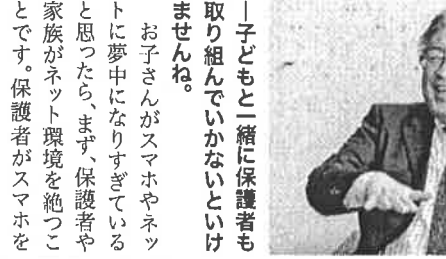 ―子どもと一緒に保護者も
取り組んでいかないといけ
ませんね。
お子さんがスマホやネッ
トに夢中になりすぎている
と思ったら、まず、保護者や
家族がネット環境を絶つこ
とです。保護者がスマホを